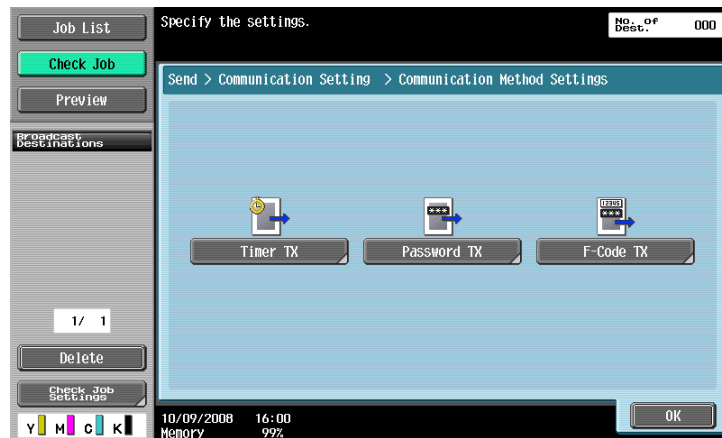 Job List
Check Job
Preview
Broadcast
Destinations
1/ 1
Delete
Check Job
Settings
Y M C K
Specify the settings.
No. of
Dest. 000
Send > Communication Setting > Communication Method Settings
***
12345
***
Timer TX
Password TX
F-Code TX
OK
10/09/2008 16:00
Memory 99%